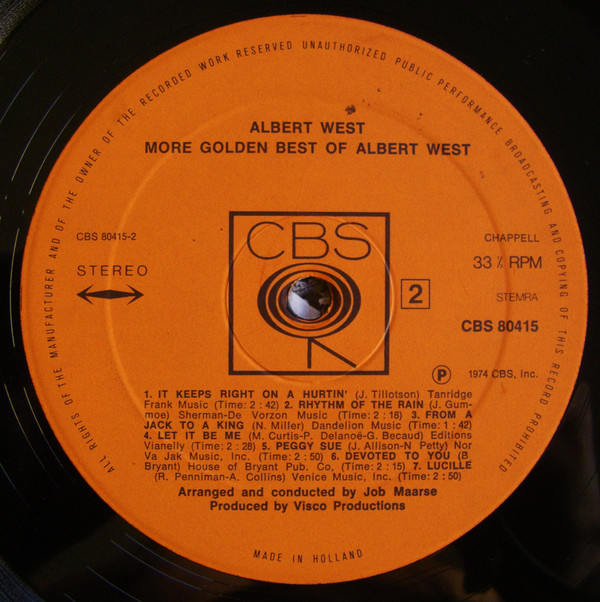 ALL RIGHTS OF THE MANUFACTURER AND OF THE OWNER OF THE RECORDED WORK RESERVED UNAUTHORIZED PUBLIC PERFORMANCE BROADCASTING AND COPYING OF THIS RECORD PROHIBITED
ALBERT WEST
MORE GOLDEN BEST OF ALBERT WEST
CBS 80415-2
STEREO
CBS
2
CHAPPELL
33⅓ RPM
STEMRA
CBS 80415
Ⓟ 1974 CBS, Inc.
1. IT KEEPS RIGHT ON A HURTIN' (J. Tillotson) Tanridge
Frank Music (Time: 2 : 42) 2. RHYTHM OF THE RAIN (J. Gum-
moe) Sherman-De Vorzon Music (Time: 2 : 18) 3. FROM A
JACK TO A KING (N. Miller) Dandelion Music (Time: 1 : 42)
4. LET IT BE ME (M. Curtis-P. Delanoë-G. Becaud) Editions
Vianelly (Time: 2 : 28) 5. PEGGY SUE (J. Allison-N Petty) Nor
Va Jak Music, Inc. (Time: 2 : 50) 6. DEVOTED TO YOU (B
Bryant) House of Bryant Pub. Co, (Time: 2 : 15) 7. LUCILLE
(R. Penniman-A. Collins) Venice Music, Inc. (Time: 2 : 50)
Arranged and conducted by Job Maarse
Produced by Visco Productions
MADE IN HOLLAND